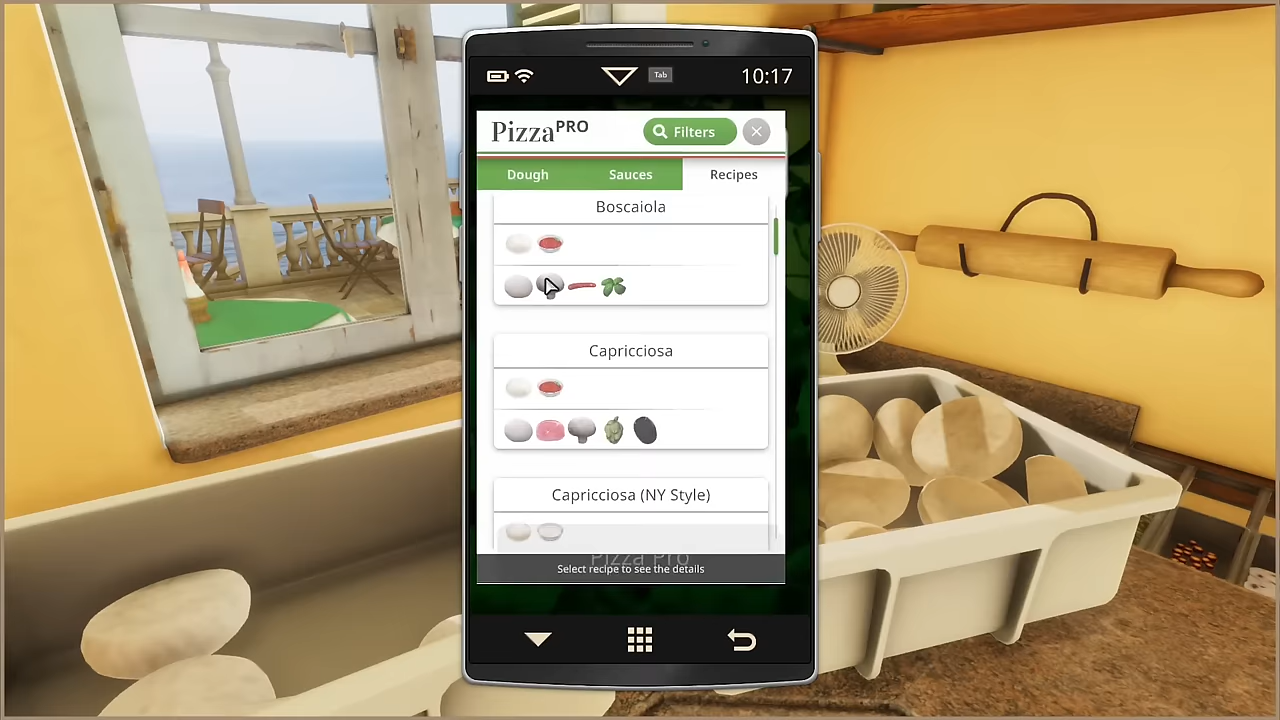 Tab
10:17
PizzaPRO
Filters
Dough
Sauces
Recipes
Boscaiola
Capricciosa
Capricciosa (NY Style)
Pizza Pro
Select recipe to see the details